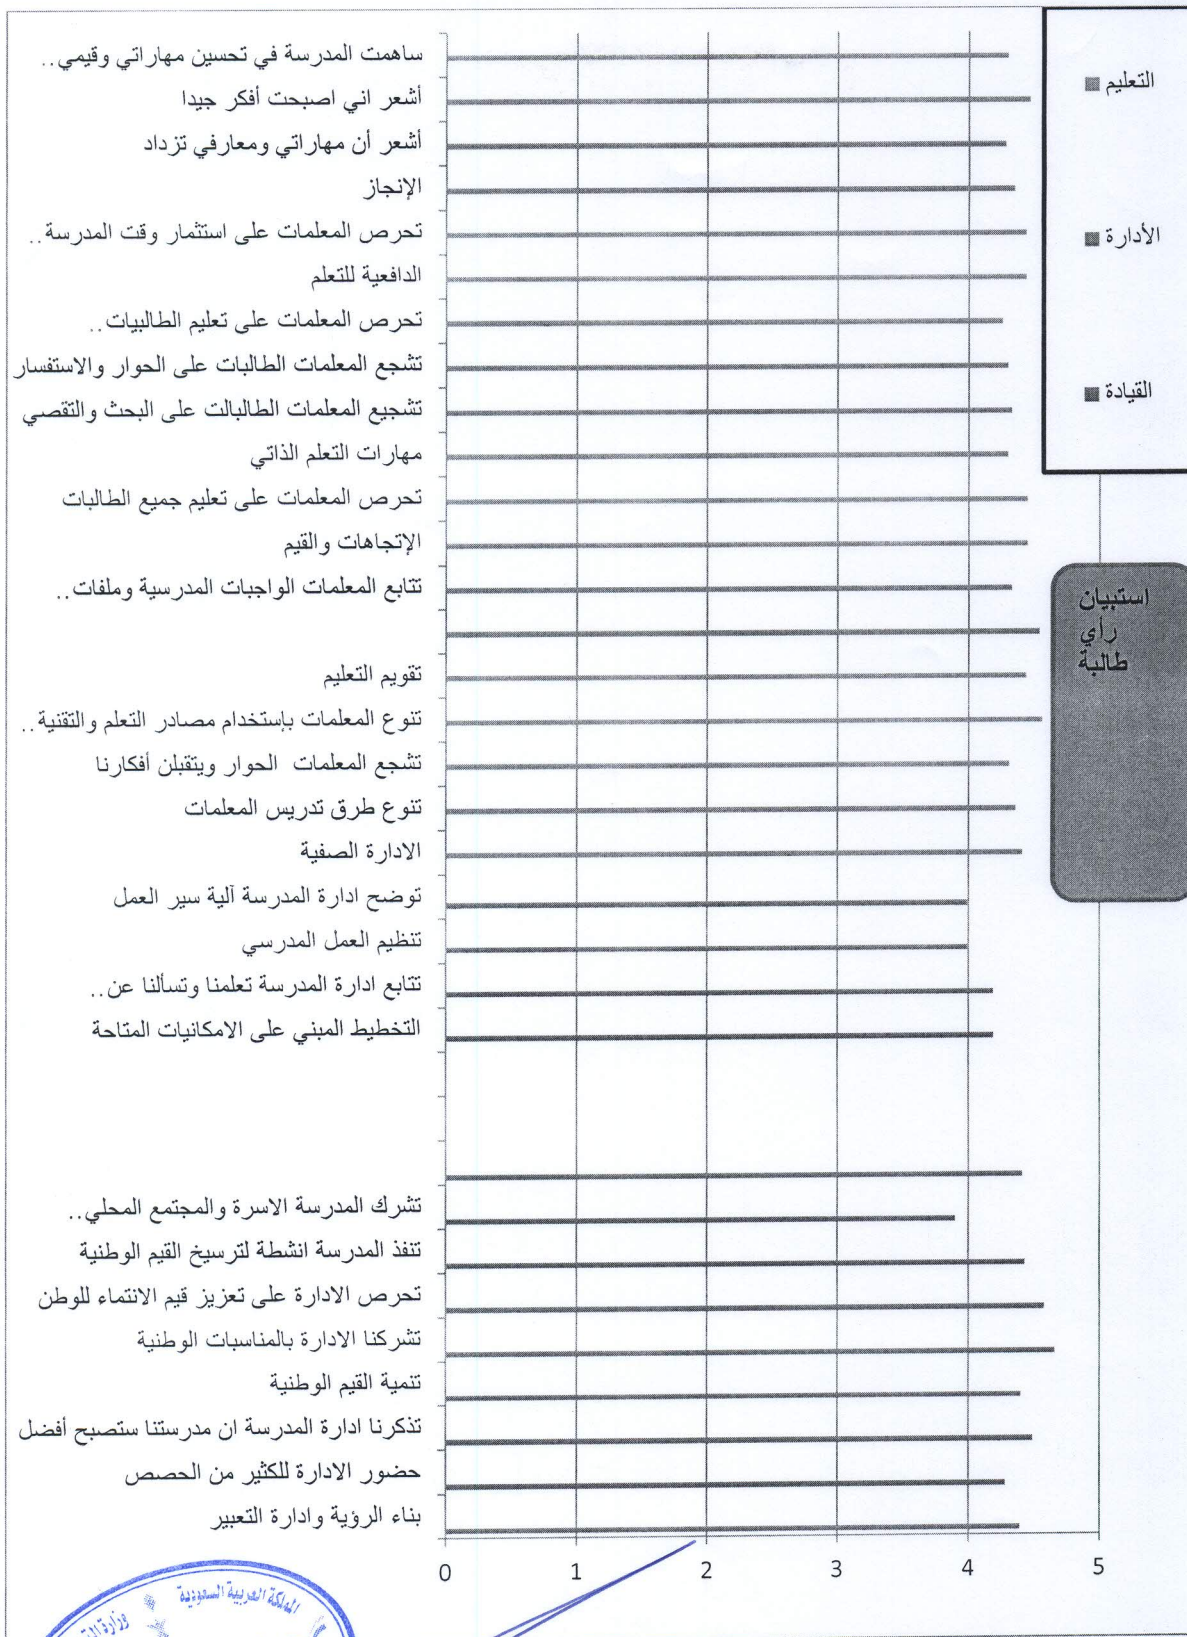 ساهمت المدرسة في تحسين مهاراتي وقيمي..
أشعر اني اصبحت أفكر جيدا
أشعر أن مهاراتي ومعارفي تزداد
الإنجاز
تحرص المعلمات على استثمار وقت المدرسة..
الدافعية للتعلم
تحرص المعلمات على تعليم الطالبيات..
تشجع المعلمات الطالبات على الحوار والاستفسار
تشجيع المعلمات الطالبالت على البحث والتقصي
مهارات التعلم الذاتي
تحرص المعلمات على تعليم جميع الطالبات
الإتجاهات والقيم
تتابع المعلمات الواجبات المدرسية وملفات..
تقويم التعليم
تنوع المعلمات بإستخدام مصادر التعلم والتقنية..
تشجع المعلمات الحوار ويتقبلن أفكارنا
تنوع طرق تدريس المعلمات
الادارة الصفية
توضح ادارة المدرسة آلية سير العمل
تنظيم العمل المدرسي
تتابع ادارة المدرسة تعلمنا وتسألنا عن..
التخطيط المبني على الامكانيات المتاحة
تشرك المدرسة الاسرة والمجتمع المحلي..
تنفذ المدرسة انشطة لترسيخ القيم الوطنية
تحرص الادارة على تعزيز قيم الانتماء للوطن
تشركنا الادارة بالمناسبات الوطنية
تنمية القيم الوطنية
تذكرنا ادارة المدرسة ان مدرستنا ستصبح أفضل
حضور الادارة للكثير من الحصص
بناء الرؤية وادارة التعبير
0 1 2 3 4 5
التعليم
الأدارة
القيادة
استبيان
رأي
طالبة
المملكة العربية السعودية